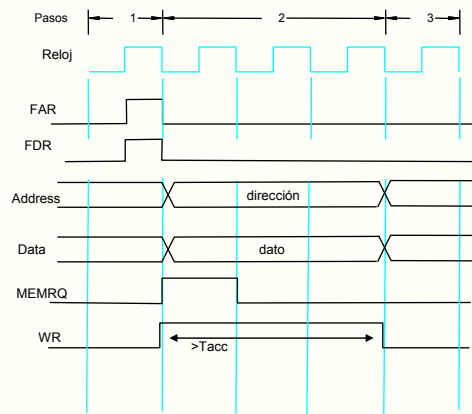 Pasos 1 2 3
Reloj
FAR
FDR
Address dirección
Data dato
MEMRQ
WR
>Tacc